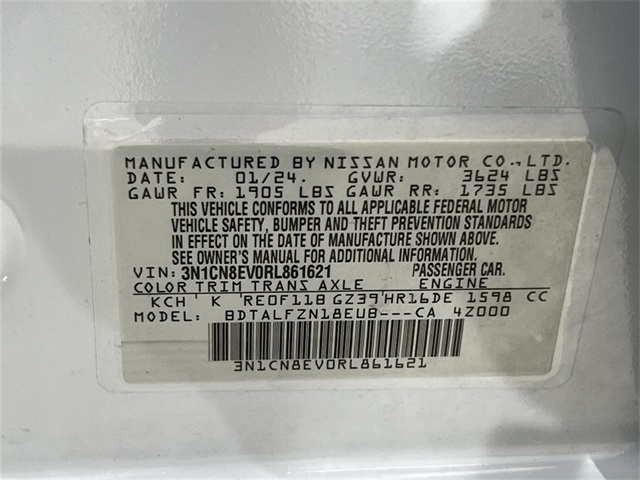 MANUFACTURED BY NISSAN MOTOR CO., LTD.
DATE: 01/24. GVWR: 3624 LBS
GAWR FR: 1905 LBS GAWR RR: 1735 LBS
THIS VEHICLE CONFORMS TO ALL APPLICABLE FEDERAL MOTOR
VEHICLE SAFETY, BUMPER AND THEFT PREVENTION STANDARDS
IN EFFECT ON THE DATE OF MANUFACTURE SHOWN ABOVE.
SEE OWNER'S MANUAL FOR ADDITIONAL INFORMATION.
VIN: 3N1CN8EV0RL861621 PASSENGER CAR.
COLOR TRIM TRANS AXLE ENGINE
KCH' K 'RE0F11B GZ39'HR16DE 1598 CC
MODEL: BDTALFZN18EUB---CA 4Z000
3N1CN8EV0RL861621